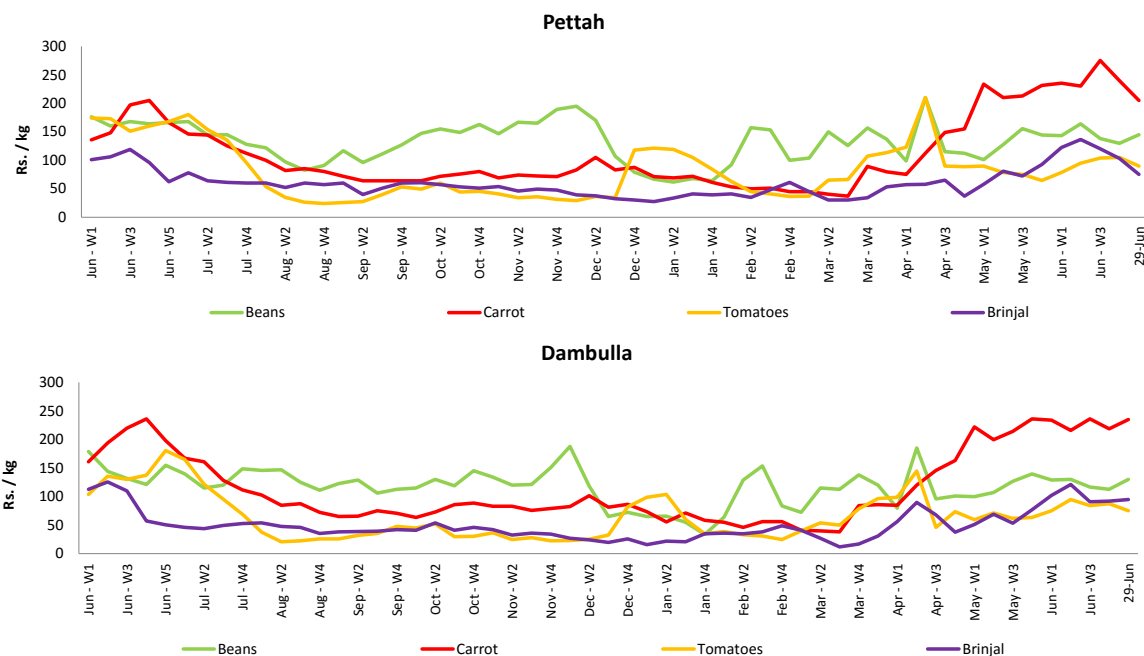 Pettah
300
250
200
150
100
50
0
Rs. / kg
Jun - W1
Jun - W3
Jun - W5
Jul - W2
Jul - W4
Aug - W2
Aug - W4
Sep - W2
Sep - W4
Oct - W2
Oct - W4
Nov - W2
Nov - W4
Dec - W2
Dec - W4
Jan - W2
Jan - W4
Feb - W2
Feb - W4
Mar - W2
Mar - W4
Apr - W1
Apr - W3
May - W1
May - W3
Jun - W1
Jun - W3
29-Jun
Beans Carrot Tomatoes Brinjal
Dambulla
300
250
200
150
100
50
0
Rs. / kg
Jun - W1
Jun - W3
Jun - W5
Jul - W2
Jul - W4
Aug - W2
Aug - W4
Sep - W2
Sep - W4
Oct - W2
Oct - W4
Nov - W2
Nov - W4
Dec - W2
Dec - W4
Jan - W2
Jan - W4
Feb - W2
Feb - W4
Mar - W2
Mar - W4
Apr - W1
Apr - W3
May - W1
May - W3
Jun - W1
Jun - W3
29-Jun
Beans Carrot Tomatoes Brinjal